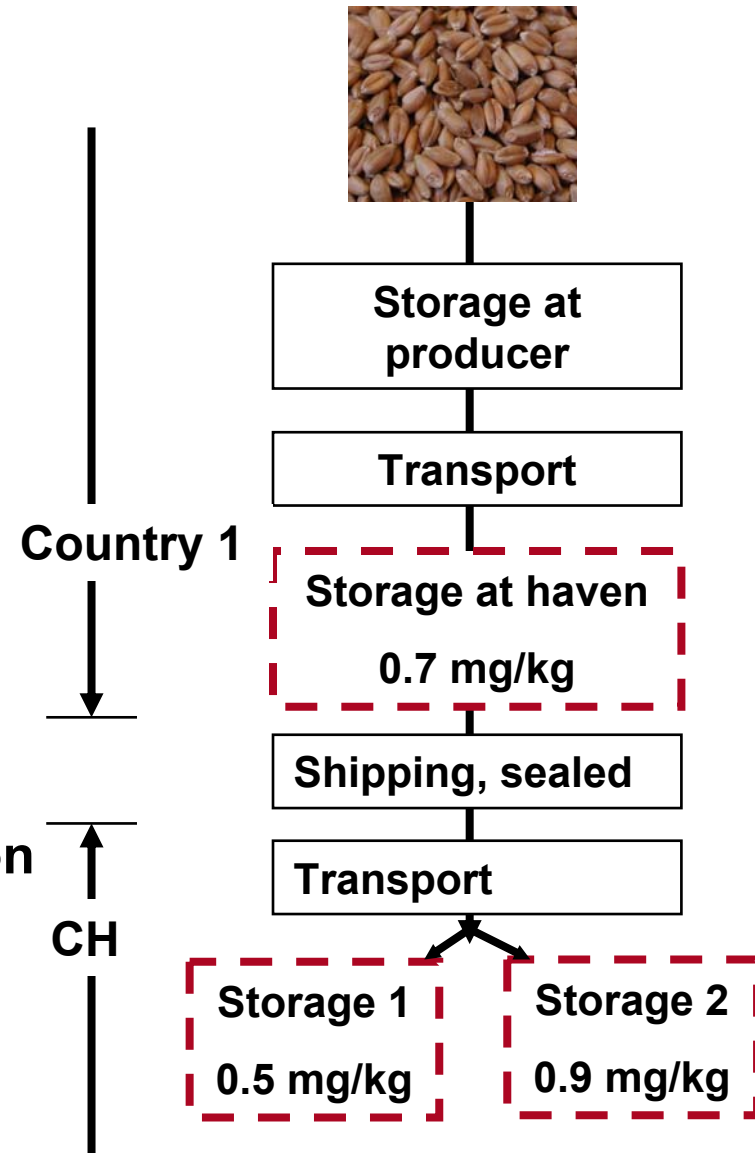 Storage at
producer
Transport
Country 1
Storage at haven
0.7 mg/kg
Shipping, sealed
Transport
CH
Storage 1
0.5 mg/kg
Storage 2
0.9 mg/kg